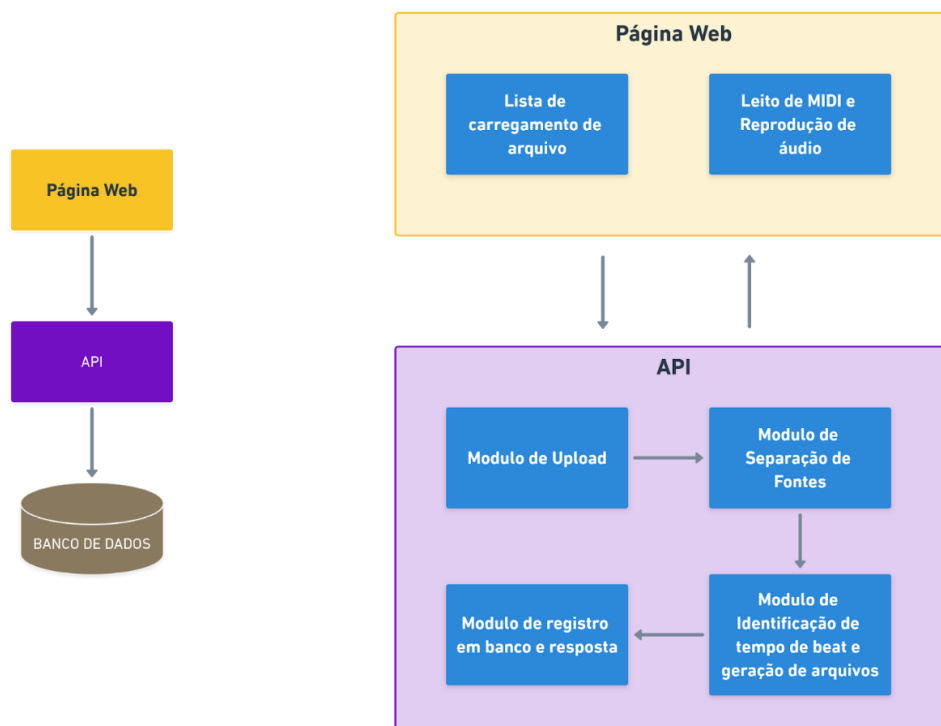 Página Web
API
BANCO DE DADOS
Página Web
Lista de
carregamento de
arquivo
Leito de MIDI e
Reprodução de
áudio
API
Modulo de Upload
Modulo de
Separação de
Fontes
Modulo de registro
em banco e resposta
Modulo de
Identificação de
tempo de beat e
geração de arquivos